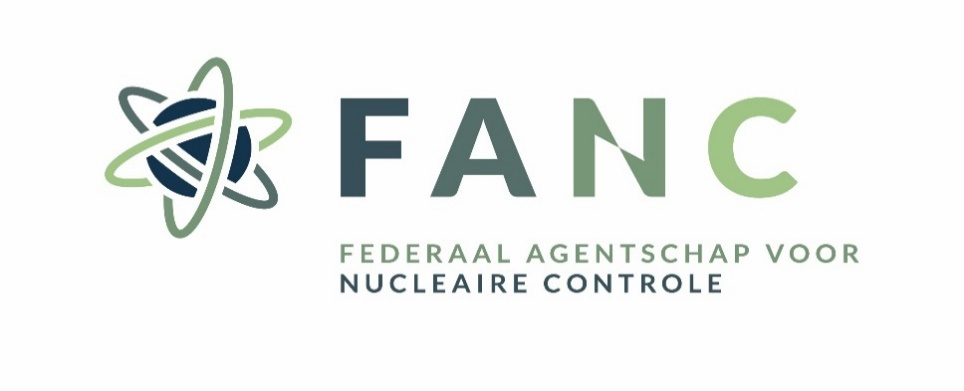 FANC
FEDERAAL AGENTSCHAP VOOR
NUCLEAIRE CONTROLE